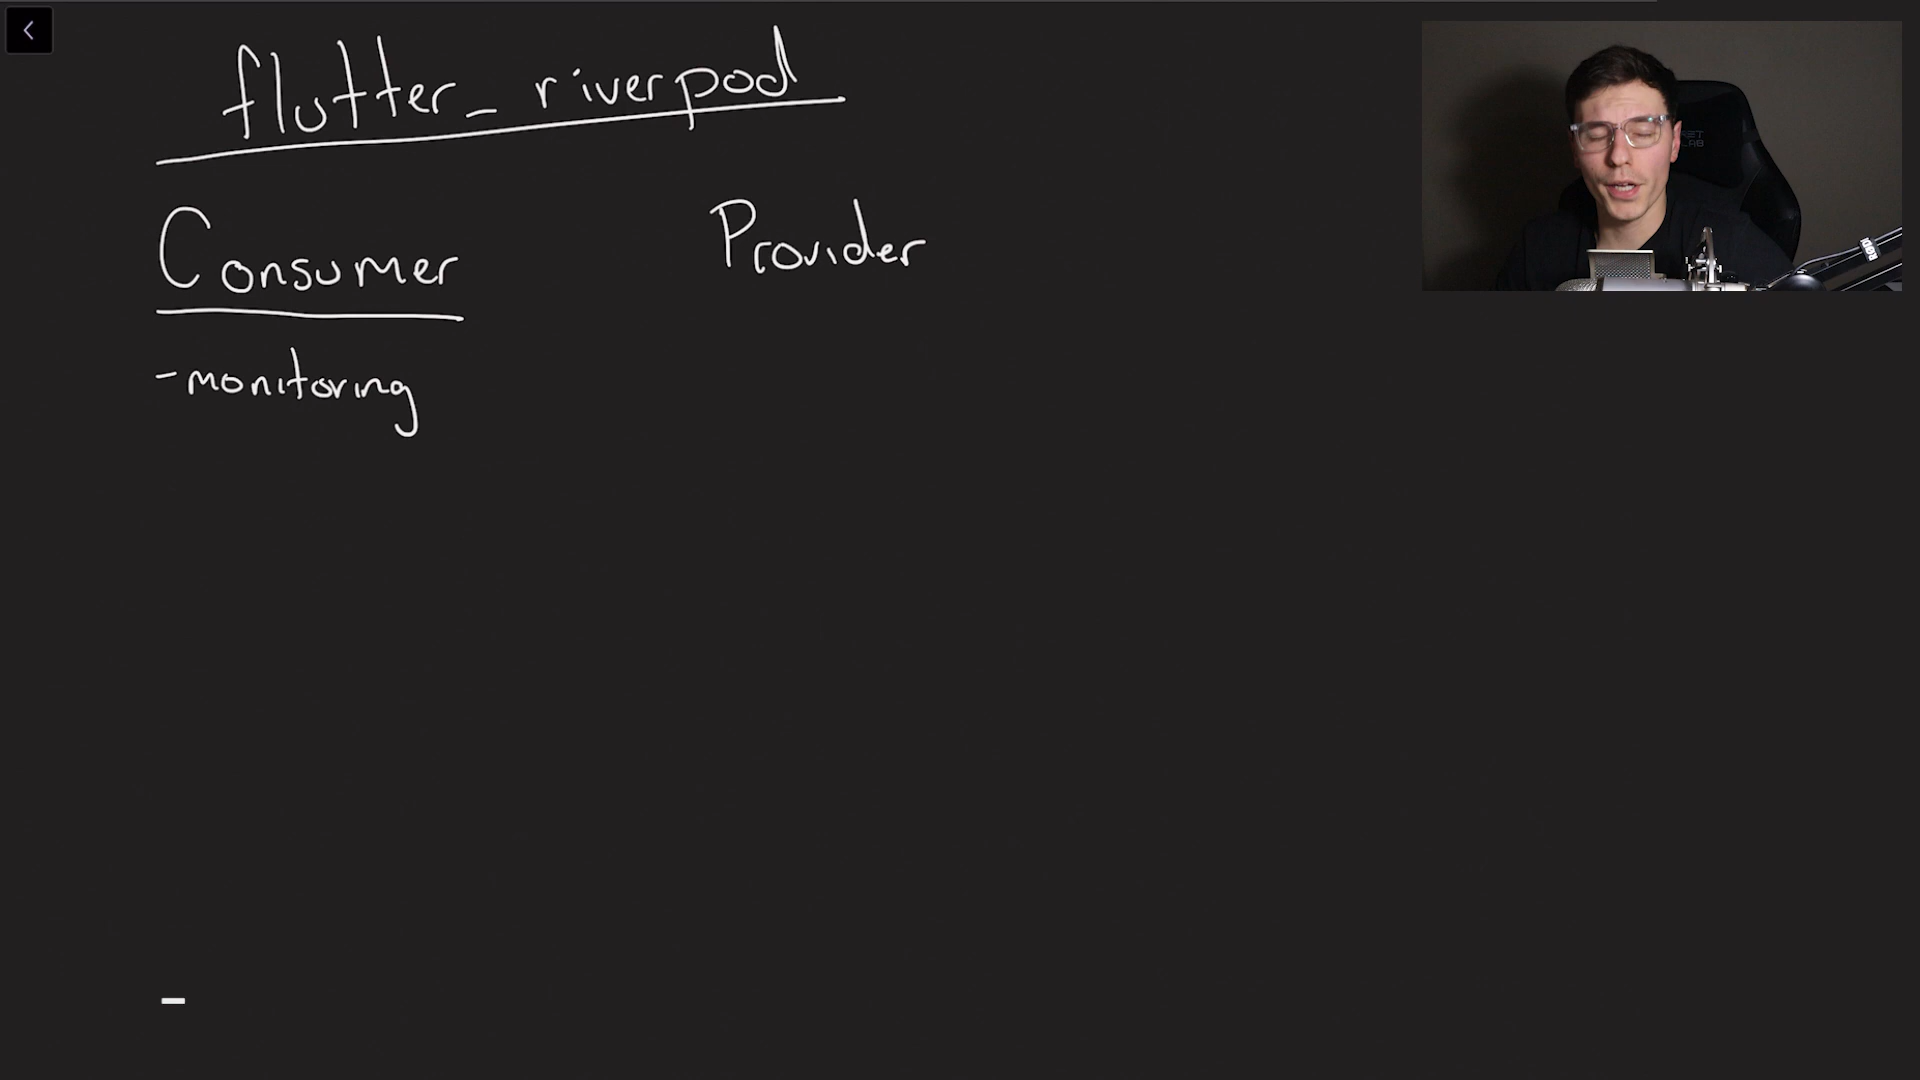 flutter_riverpod
Consumer
Provider
-monitoring